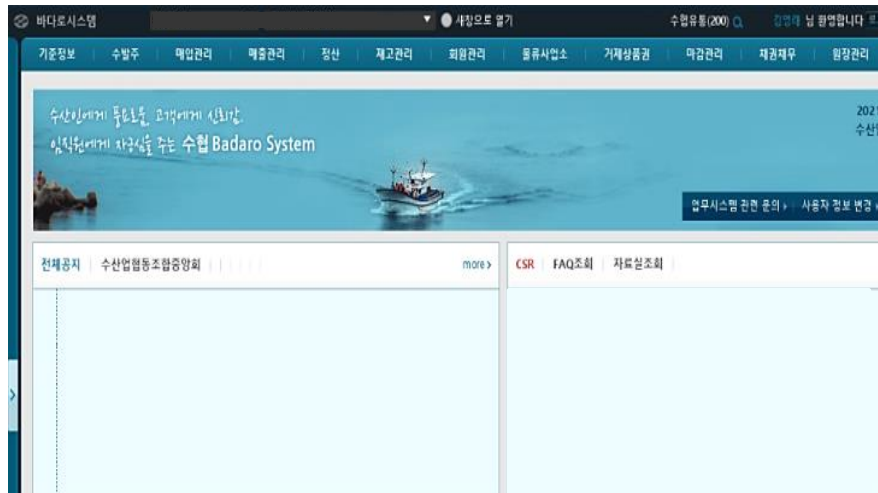 바다로시스템
새창으로 열기
수협유통(200)
님 환영합니다
기준정보 수발주 매입관리 매출관리 정산 재고관리 회원관리 물류사업소 거제상품권 마감관리 채권채무 원장관리
수산인에게 풍요로움, 고객에게 신뢰감,
임직원에게 자긍심을 주는 수협 Badaro System
2021
수산
업무시스템 관련 문의 사용자 정보 변경
전체공지 수산업협동조합중앙회 more >
CSR FAQ조회 자료실조회